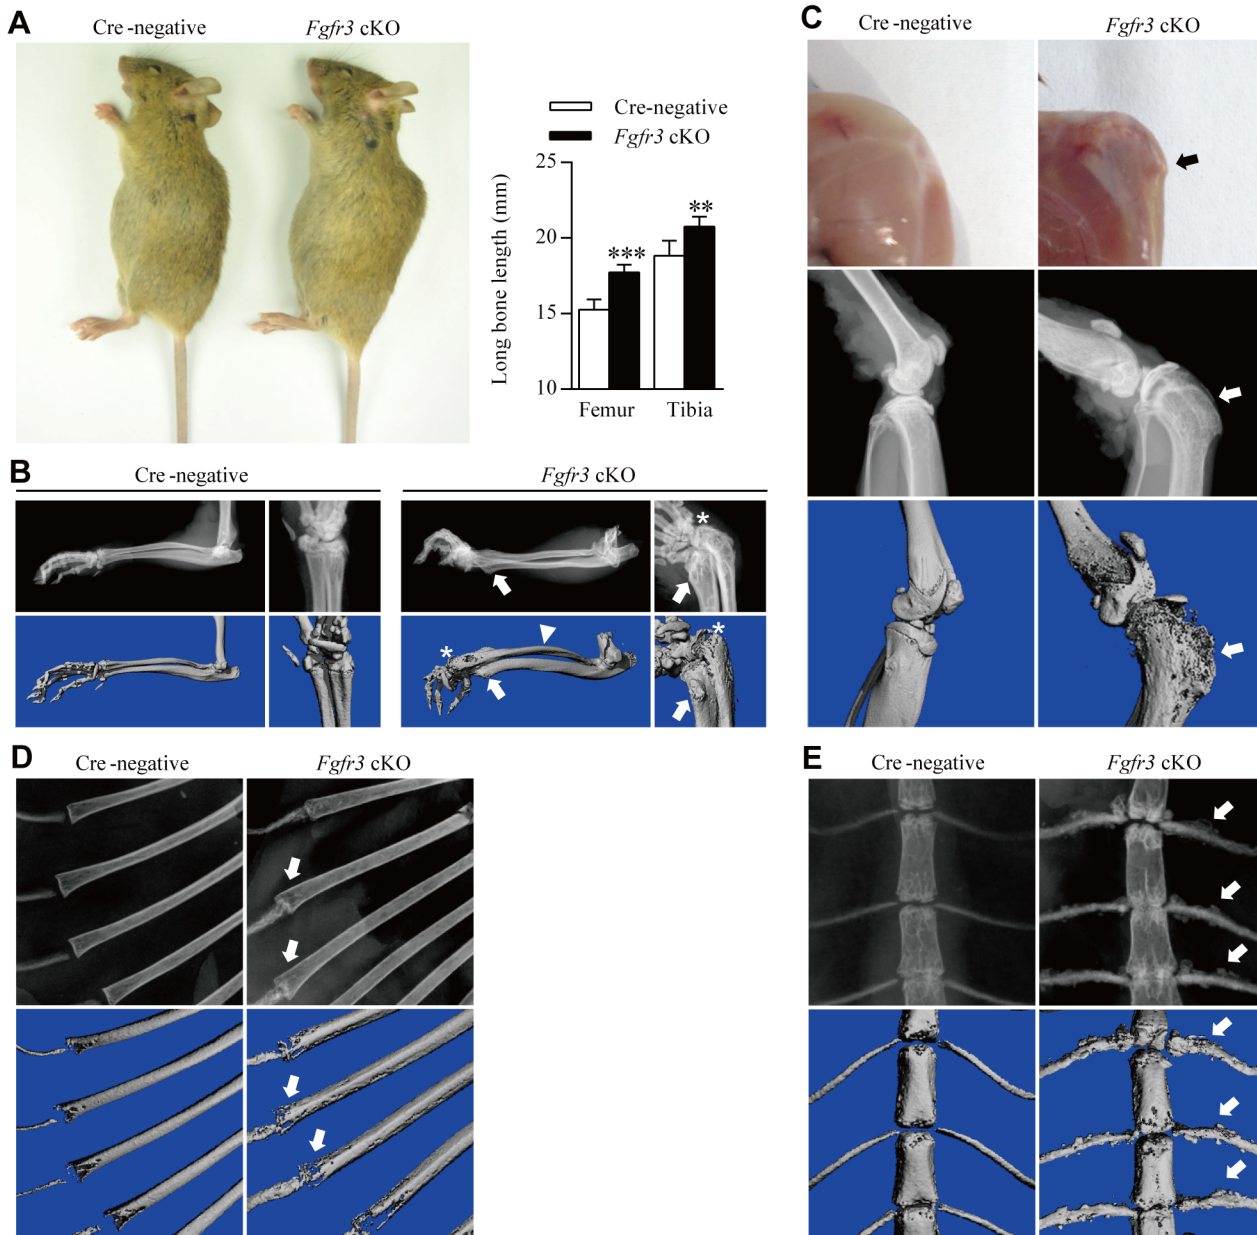 A
Cre-negative
Fgfr3 cKO
Cre-negative
Fgfr3 cKO
Long bone length (mm)
25
20
15
10
***
**
Femur
Tibia
B
Cre-negative
Fgfr3 cKO
*
*
*
C
Cre-negative
Fgfr3 cKO
D
Cre-negative
Fgfr3 cKO
E
Cre-negative
Fgfr3 cKO